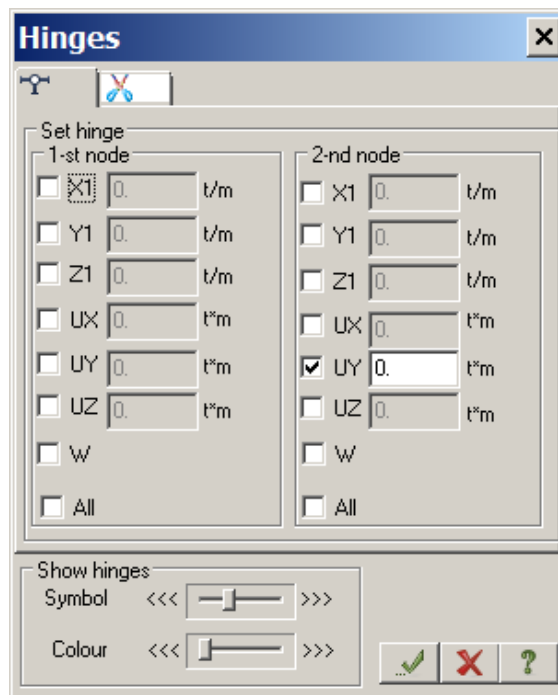 Hinges
Set hinge
1-st node
X1 0. t/m
Y1 0. t/m
Z1 0. t/m
UX 0. t*m
UY 0. t*m
UZ 0. t*m
W
All
2-nd node
X1 0. t/m
Y1 0. t/m
Z1 0. t/m
UX 0. t*m
UY 0. t*m
UZ 0. t*m
W
All
Show hinges
Symbol <<< >>>
Colour <<< >>>
?